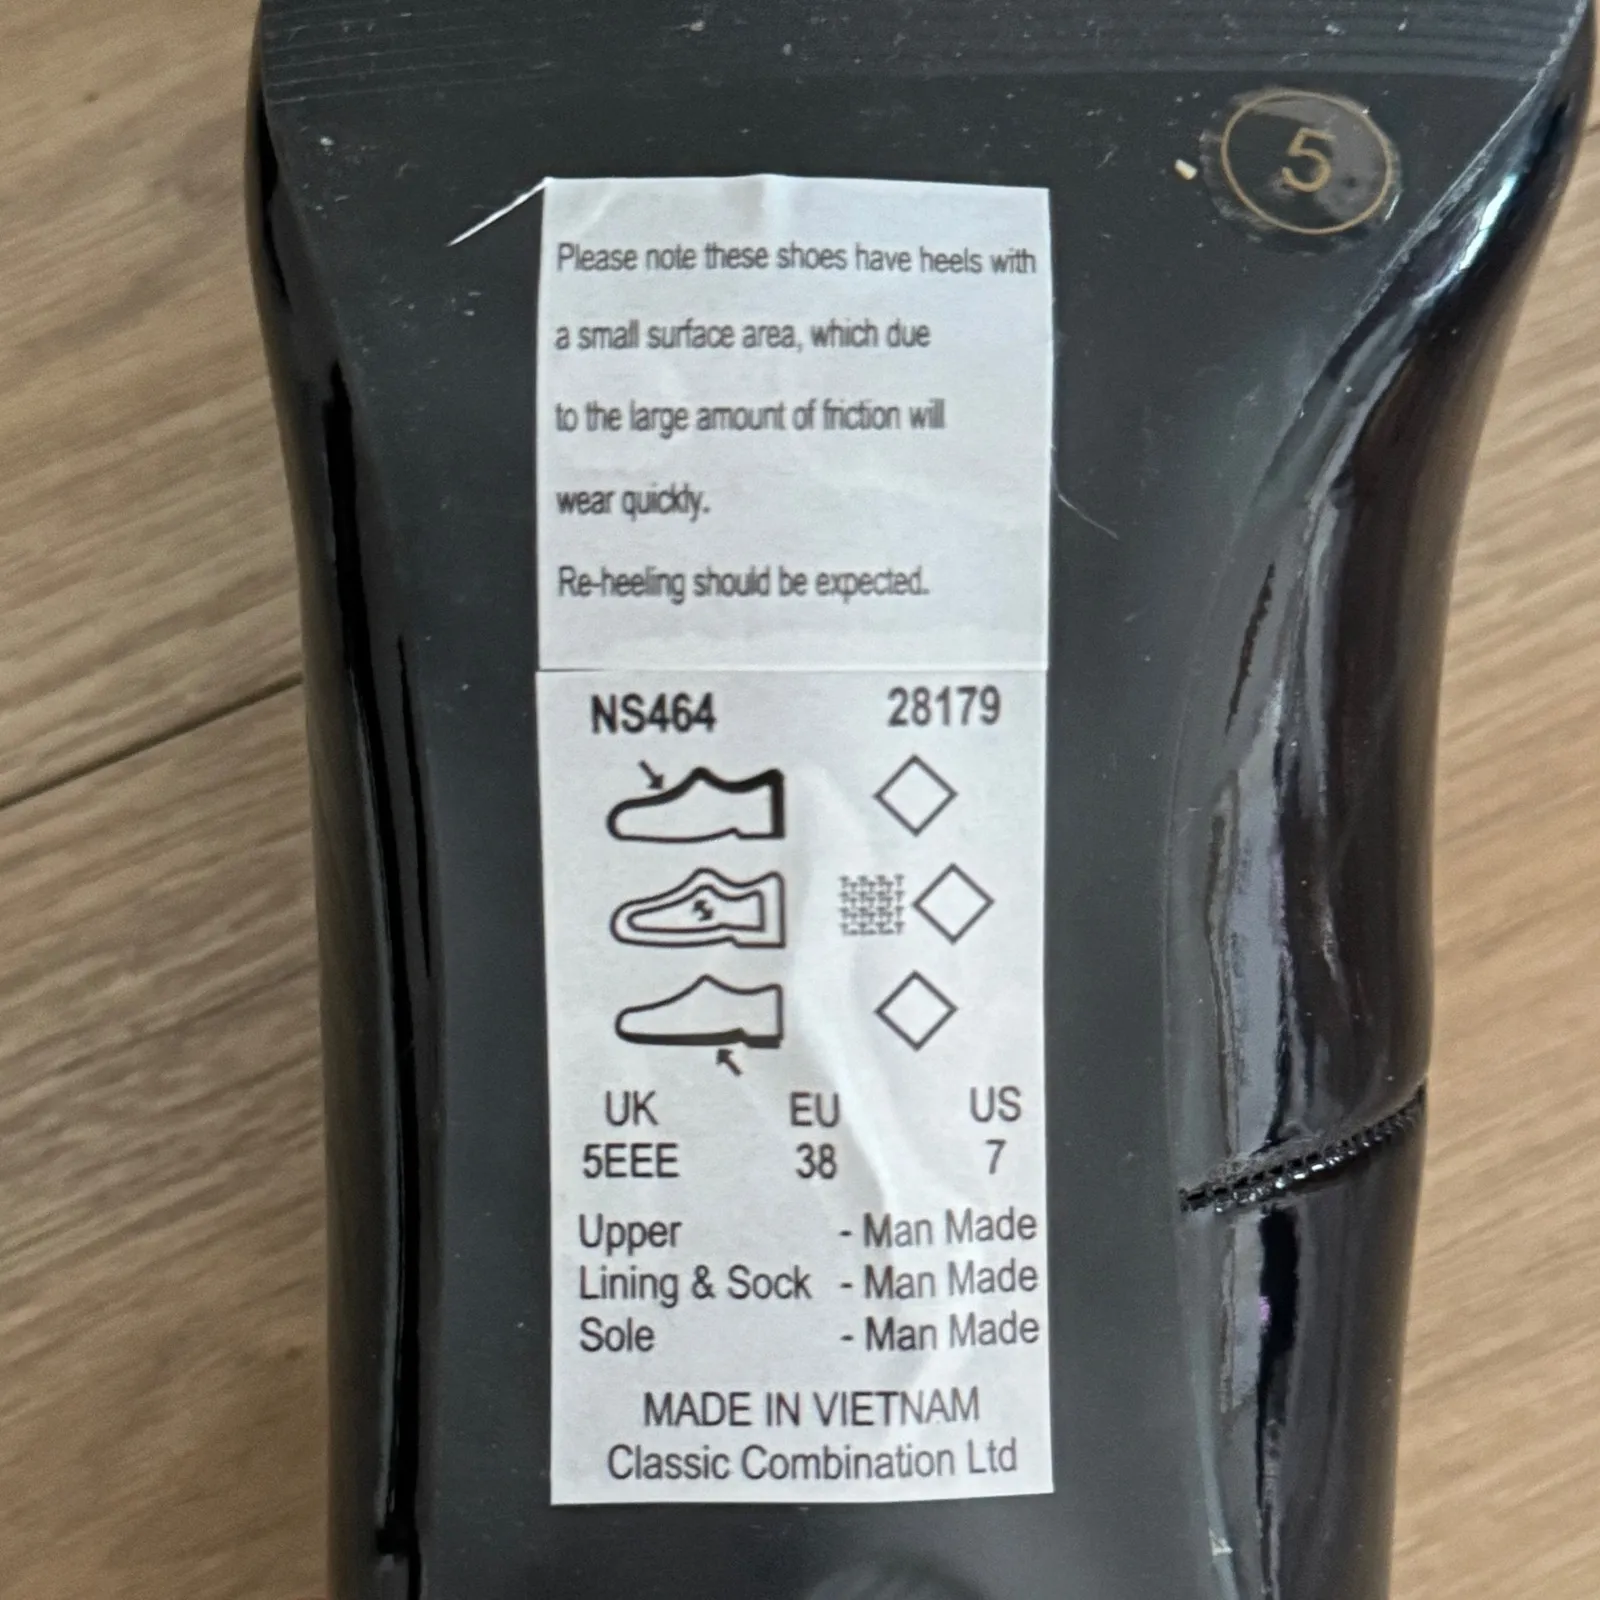 5
Please note these shoes have heels with
a small surface area, which due
to the large amount of friction will
wear quickly.
Re-heeling should be expected.
NS464 28179
UK EU US
5EEE 38 7
Upper - Man Made
Lining & Sock - Man Made
Sole - Man Made
MADE IN VIETNAM
Classic Combination Ltd